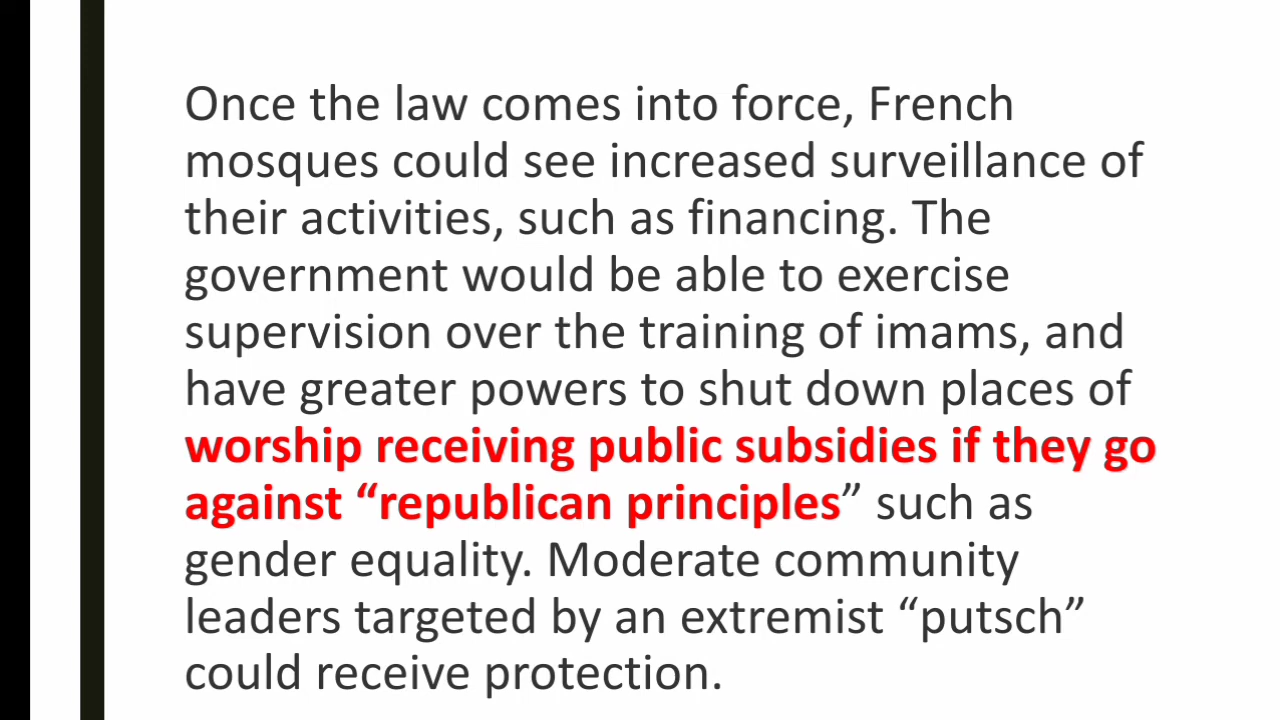 Once the law comes into force, French
mosques could see increased surveillance of
their activities, such as financing. The
government would be able to exercise
supervision over the training of imams, and
have greater powers to shut down places of
worship receiving public subsidies if they go
against “republican principles” such as
gender equality. Moderate community
leaders targeted by an extremist “putsch”
could receive protection.